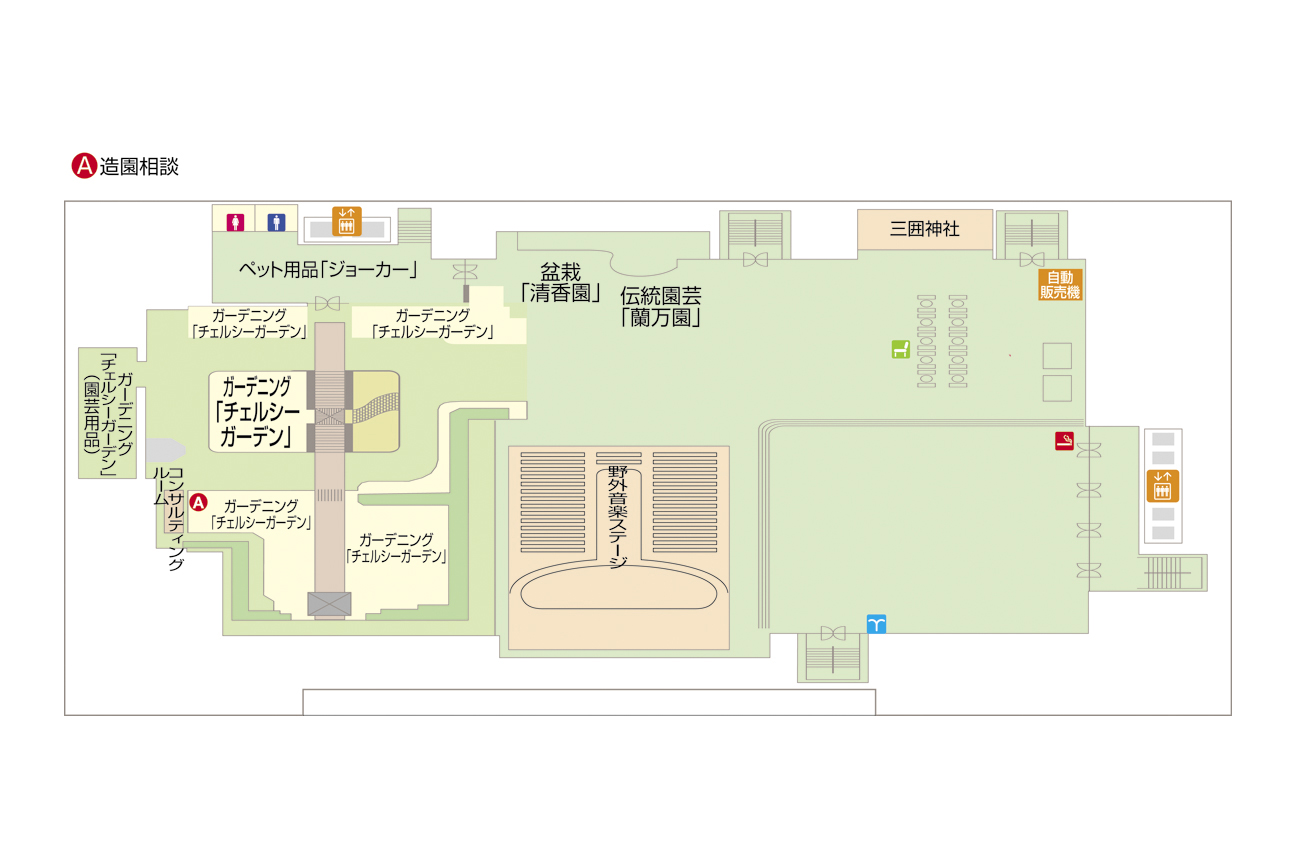 A造園相談
三囲神社
ペット用品「ジョーカー」
盆栽
「清香園」
伝統園芸
「蘭万園」
自動
販売機
ガーデニング
「チェルシーガーデン」
ガーデニング
「チェルシーガーデン」
ガーデニング
「チェルシーガーデン」
(園芸用品)
ガーデニング
「チェルシー
ガーデン」
コンサルティング
ルーム
A
ガーデニング
「チェルシーガーデン」
ガーデニング
「チェルシーガーデン」
野外音楽ステージ